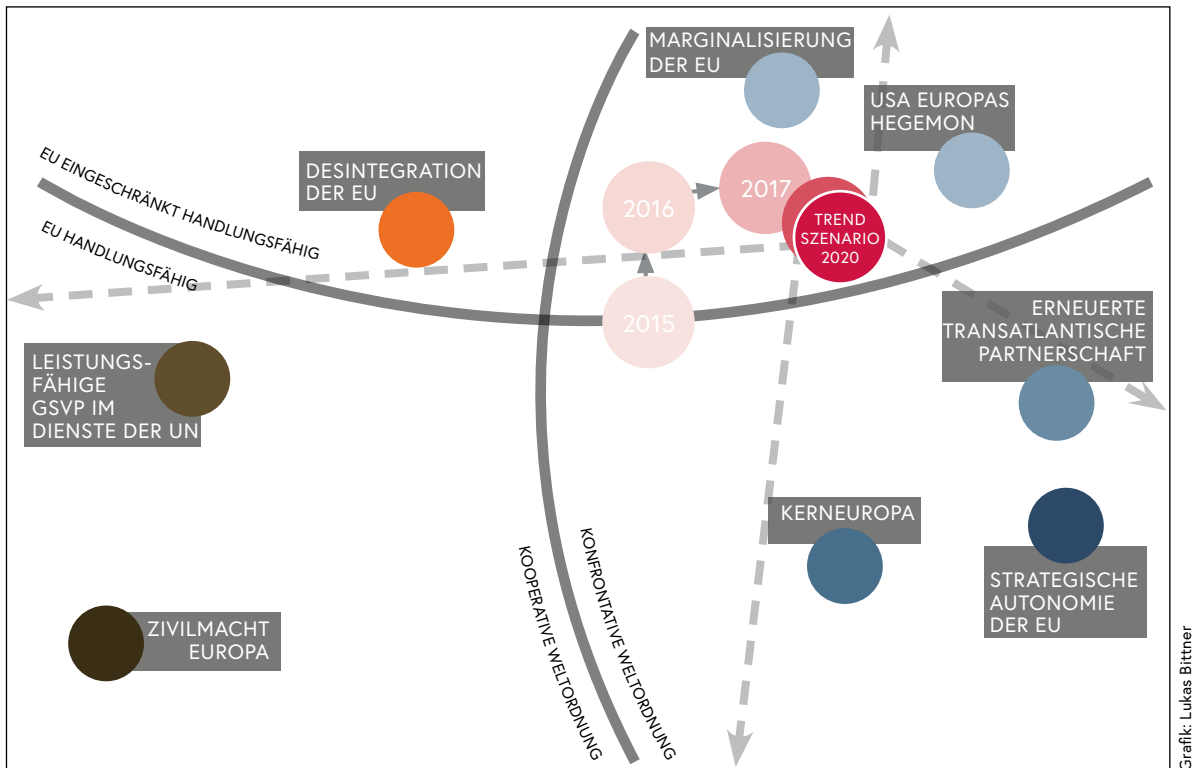 MARGINALISIERUNG
DER EU
USA EUROPAS
HEGEMON
EU EINGESCHRÄNKT HANDLUNGSFÄHIG
EU HANDLUNGSFÄHIG
DESINTEGRATION
DER EU
2016
2017
TREND
SZENARIO
2020
2015
ERNEUERTE
TRANSATLANTISCHE
PARTNERSCHAFT
LEISTUNGS-
FÄHIGE
GSVP IM
DIENSTE DER UN
KERNEUROPA
KOOPERATIVE WELTORDNUNG
KONFRONTATIVE WELTORDNUNG
STRATEGISCHE
AUTONOMIE
DER EU
ZIVILMACHT
EUROPA
Grafik: Lukas Bittner